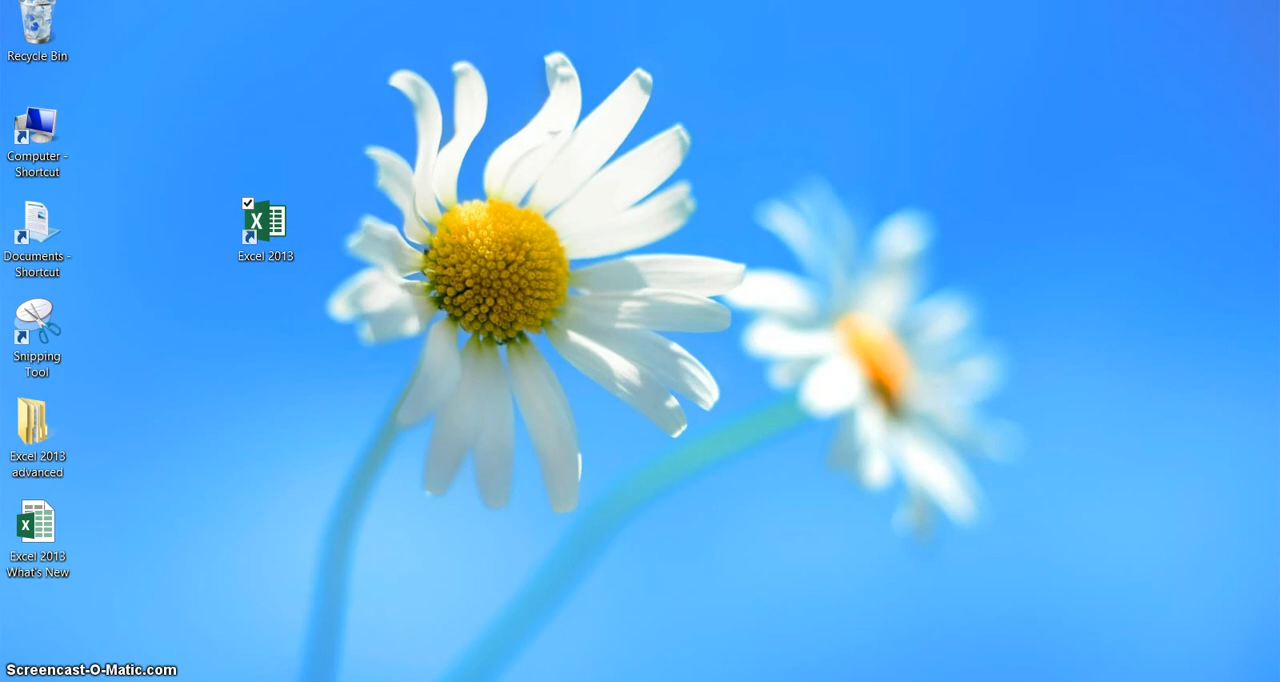 Recycle Bin
Computer -
Shortcut
Documents -
Shortcut
Excel 2013
Snipping
Tool
Excel 2013
advanced
Excel 2013
What's New
Screencast-O-Matic.com